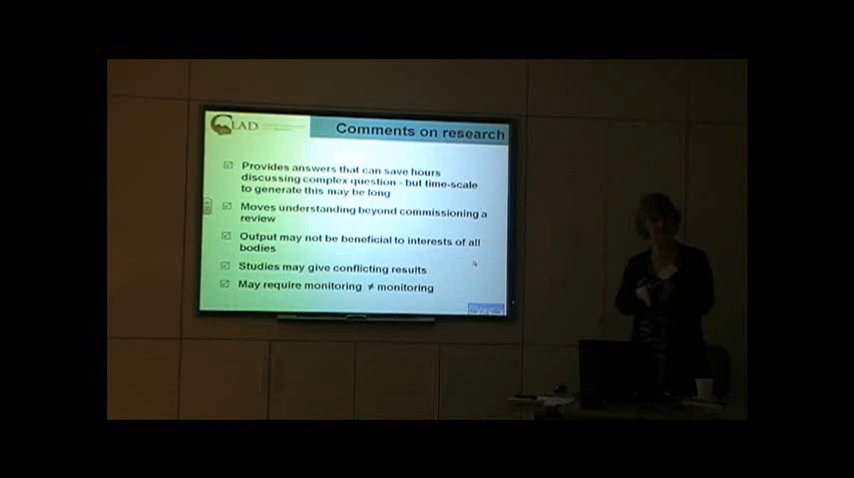 CLAD
Comments on research
Provides answers that can save hours
discussing complex question - but time-scale
to generate this may be long
Moves understanding beyond commissioning a
review
Output may not be beneficial to interests of all
bodies
Studies may give conflicting results
May require monitoring ≠ monitoring